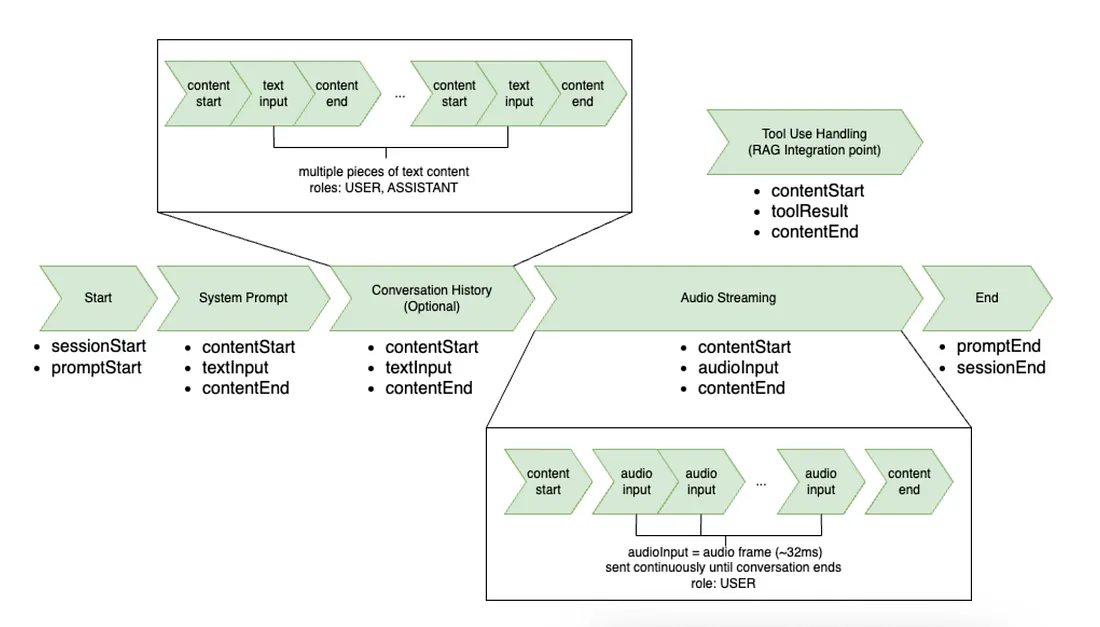 content
start
text
input
content
end
...
content
start
text
input
content
end
multiple pieces of text content
roles: USER, ASSISTANT
Tool Use Handling
(RAG Integration point)
• contentStart
• toolResult
• contentEnd
Start
• sessionStart
• promptStart
System Prompt
• contentStart
• textInput
• contentEnd
Conversation History
(Optional)
• contentStart
• textInput
• contentEnd
Audio Streaming
• contentStart
• audioInput
• contentEnd
End
• promptEnd
• sessionEnd
content
start
audio
input
audio
input
...
audio
input
content
end
audioInput = audio frame (~32ms)
sent continuously until conversation ends
role: USER